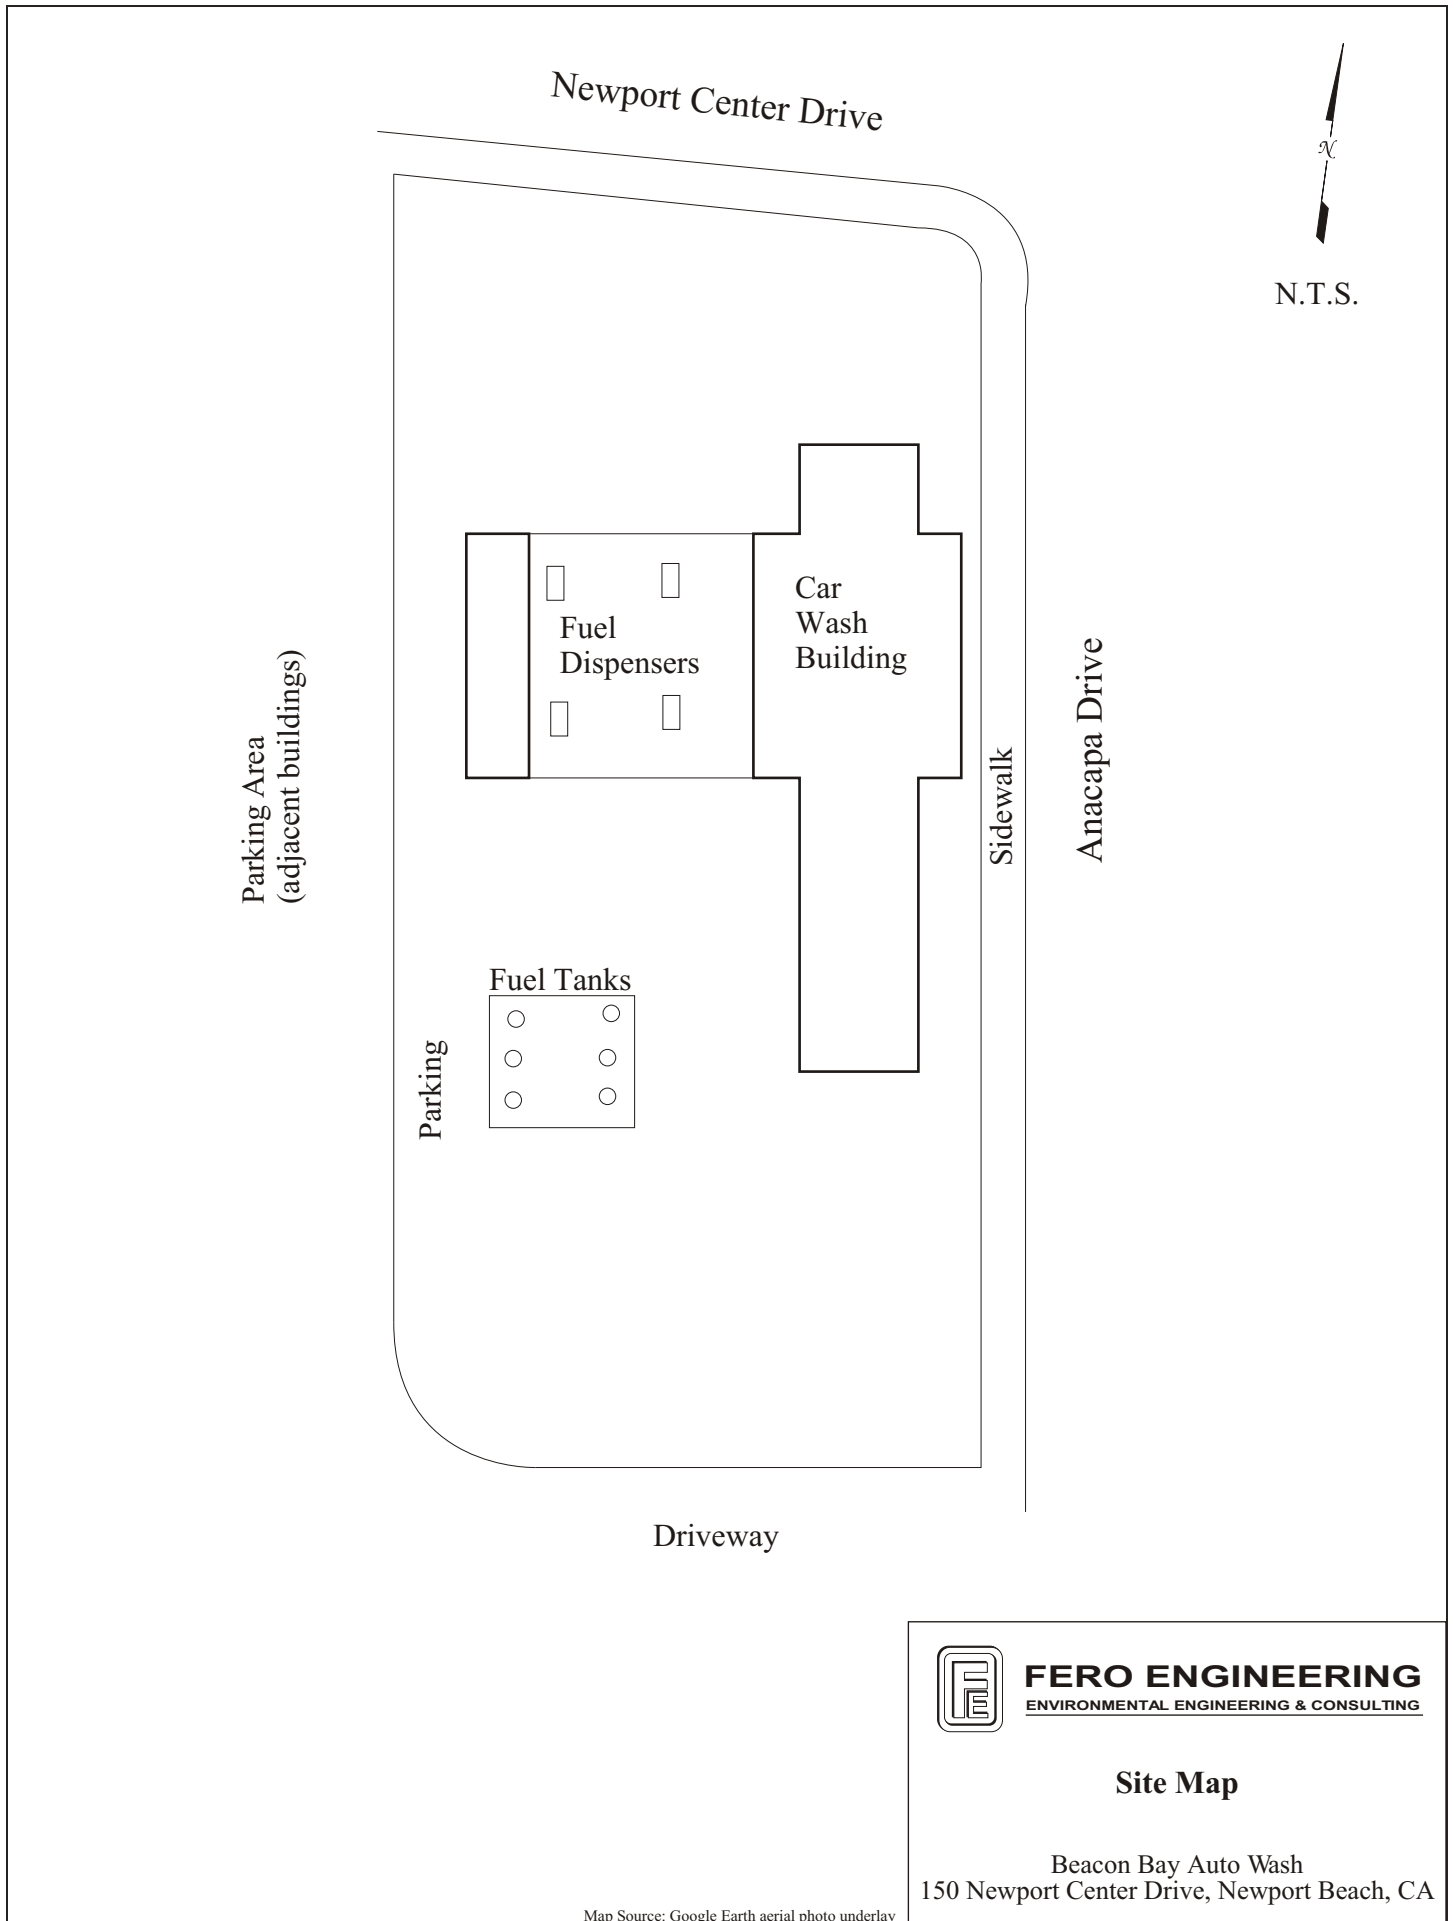 Newport Center Drive
N
N.T.S.
Car
Wash
Building
Fuel
Dispensers
Parking Area
(adjacent buildings)
Sidewalk
Anacapa Drive
Fuel Tanks
Parking
Driveway
FE
FERO ENGINEERING
ENVIRONMENTAL ENGINEERING & CONSULTING
Site Map
Beacon Bay Auto Wash
150 Newport Center Drive, Newport Beach, CA
Map Source: Google Earth aerial photo underlay